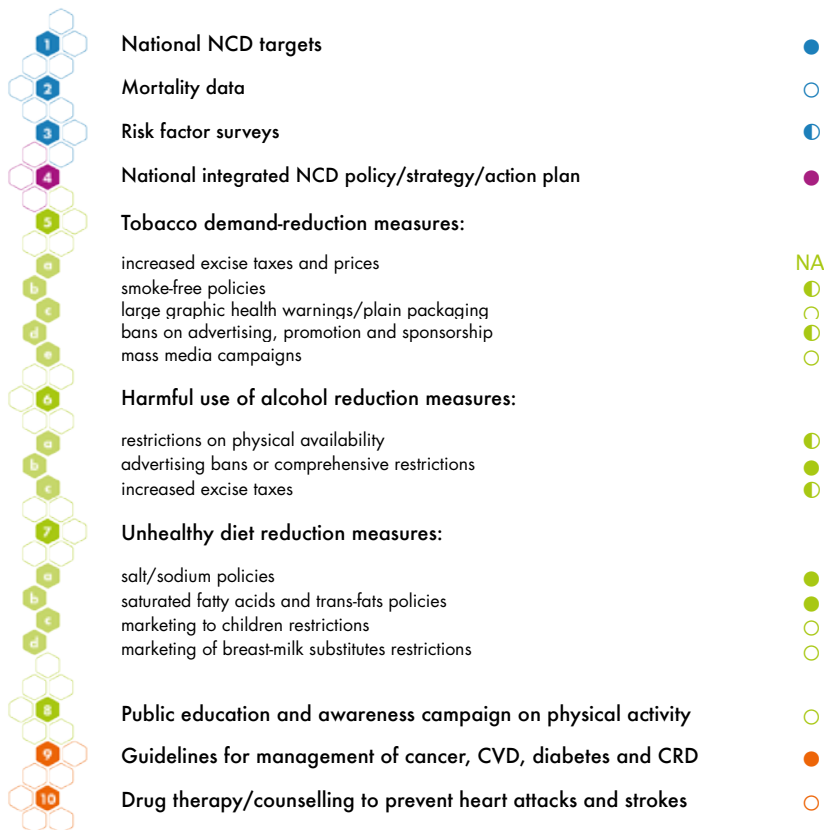 1 National NCD targets ●
2 Mortality data ○
3 Risk factor surveys ◐
4 National integrated NCD policy/strategy/action plan ●
5 Tobacco demand-reduction measures:
a increased excise taxes and prices NA
b smoke-free policies ◐
c large graphic health warnings/plain packaging ○
d bans on advertising, promotion and sponsorship ◐
e mass media campaigns ○
6 Harmful use of alcohol reduction measures:
a restrictions on physical availability ◐
b advertising bans or comprehensive restrictions ●
c increased excise taxes ◐
7 Unhealthy diet reduction measures:
a salt/sodium policies ●
b saturated fatty acids and trans-fats policies ●
c marketing to children restrictions ○
d marketing of breast-milk substitutes restrictions ○
8 Public education and awareness campaign on physical activity ○
9 Guidelines for management of cancer, CVD, diabetes and CRD ●
10 Drug therapy/counselling to prevent heart attacks and strokes ○